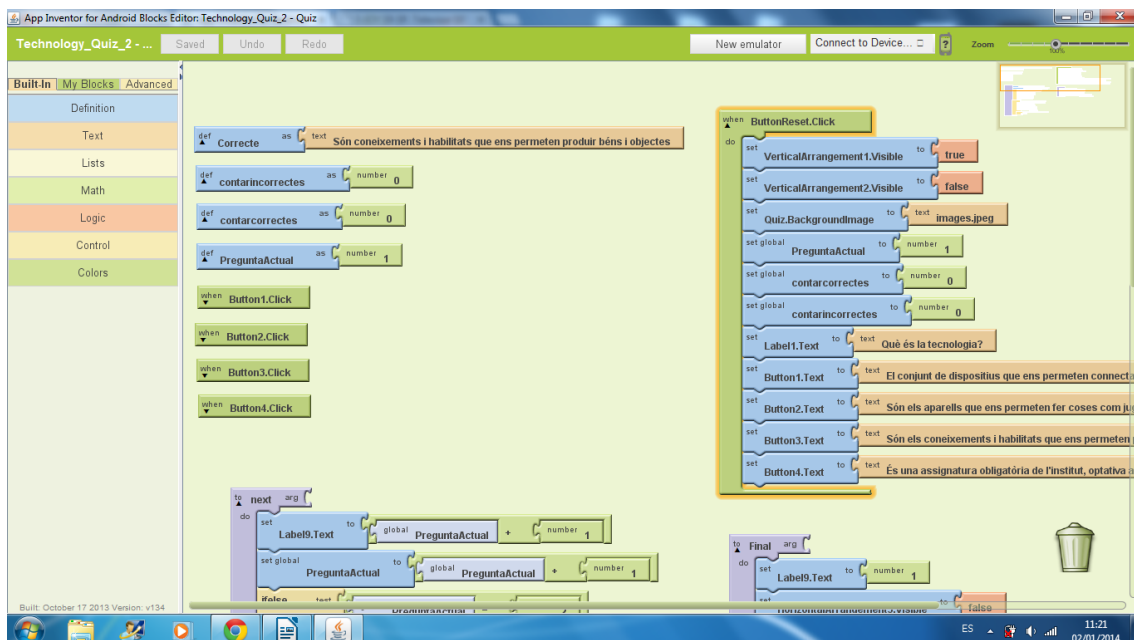 App Inventor for Android Blocks Editor: Technology_Quiz_2 - Quiz
Technology_Quiz_2 - ...
Saved
Undo
Redo
New emulator
Connect to Device...
?
Zoom
100%
Built-In
My Blocks
Advanced
Definition
Text
Lists
Math
Logic
Control
Colors
def Correcte as text Són coneixements i habilitats que ens permeten produir béns i objectes
def contarincorrectes as number 0
def contarcorrectes as number 0
def PreguntaActual as number 1
when Button1.Click
when Button2.Click
when Button3.Click
when Button4.Click
to next arg
do
set Label9.Text to global PreguntaActual + number 1
set global PreguntaActual to global PreguntaActual + number 1
ifelse test
PreguntaActual
when ButtonReset.Click
do
set VerticalArrangement1.Visible to true
set VerticalArrangement2.Visible to false
set Quiz.BackgroundImage to text images.jpeg
set global PreguntaActual to number 1
set global contarcorrectes to number 0
set global contarincorrectes to number 0
set Label1.Text to text Què és la tecnologia?
set Button1.Text to text El conjunt de dispositius que ens permeten connecta
set Button2.Text to text Són els aparells que ens permeten fer coses com ju
set Button3.Text to text Són els coneixements i habilitats que ens permeten
set Button4.Text to text És una assignatura obligatória de l'institut, optativa a
to Final arg
do
set Label9.Text to number 1
set HorizontalArrangement3.Visible to false
Built: October 17 2013 Version: v134
ES
11:21
02/01/2014